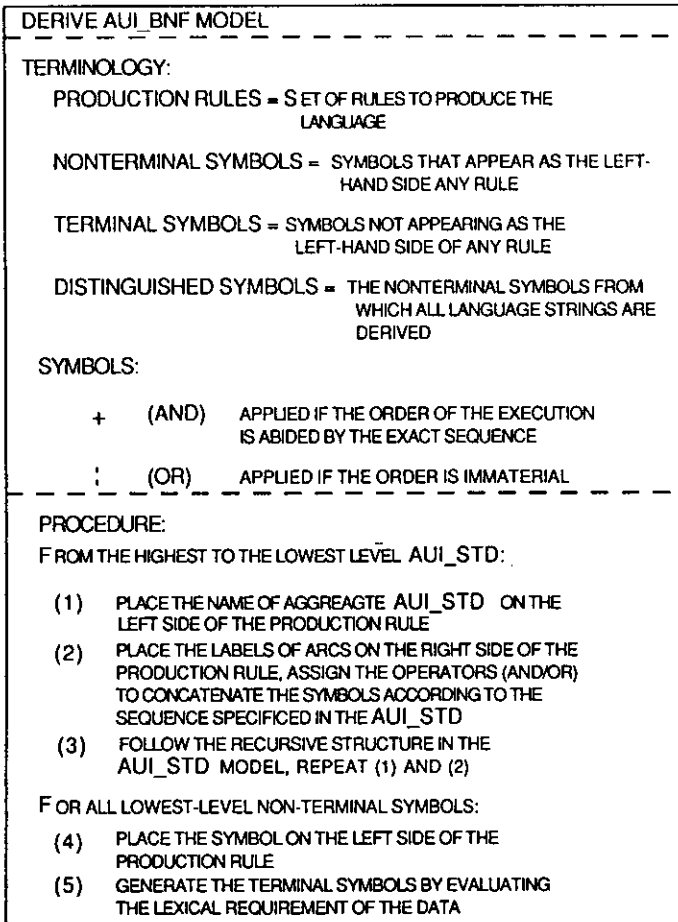 DERIVE AUI_BNF MODEL
TERMINOLOGY:
PRODUCTION RULES = SET OF RULES TO PRODUCE THE
LANGUAGE
NONTERMINAL SYMBOLS = SYMBOLS THAT APPEAR AS THE LEFT-
HAND SIDE ANY RULE
TERMINAL SYMBOLS = SYMBOLS NOT APPEARING AS THE
LEFT-HAND SIDE OF ANY RULE
DISTINGUISHED SYMBOLS = THE NONTERMINAL SYMBOLS FROM
WHICH ALL LANGUAGE STRINGS ARE
DERIVED
SYMBOLS:
+ (AND) APPLIED IF THE ORDER OF THE EXECUTION
IS ABIDED BY THE EXACT SEQUENCE
¦ (OR) APPLIED IF THE ORDER IS IMMATERIAL
PROCEDURE:
FROM THE HIGHEST TO THE LOWEST LEVEL AUI_STD:
(1) PLACE THE NAME OF AGGREAGTE AUI_STD ON THE
LEFT SIDE OF THE PRODUCTION RULE
(2) PLACE THE LABELS OF ARCS ON THE RIGHT SIDE OF THE
PRODUCTION RULE, ASSIGN THE OPERATORS (AND/OR)
TO CONCATENATE THE SYMBOLS ACCORDING TO THE
SEQUENCE SPECIFICED IN THE AUI_STD
(3) FOLLOW THE RECURSIVE STRUCTURE IN THE
AUI_STD MODEL, REPEAT (1) AND (2)
FOR ALL LOWEST-LEVEL NON-TERMINAL SYMBOLS:
(4) PLACE THE SYMBOL ON THE LEFT SIDE OF THE
PRODUCTION RULE
(5) GENERATE THE TERMINAL SYMBOLS BY EVALUATING
THE LEXICAL REQUIREMENT OF THE DATA